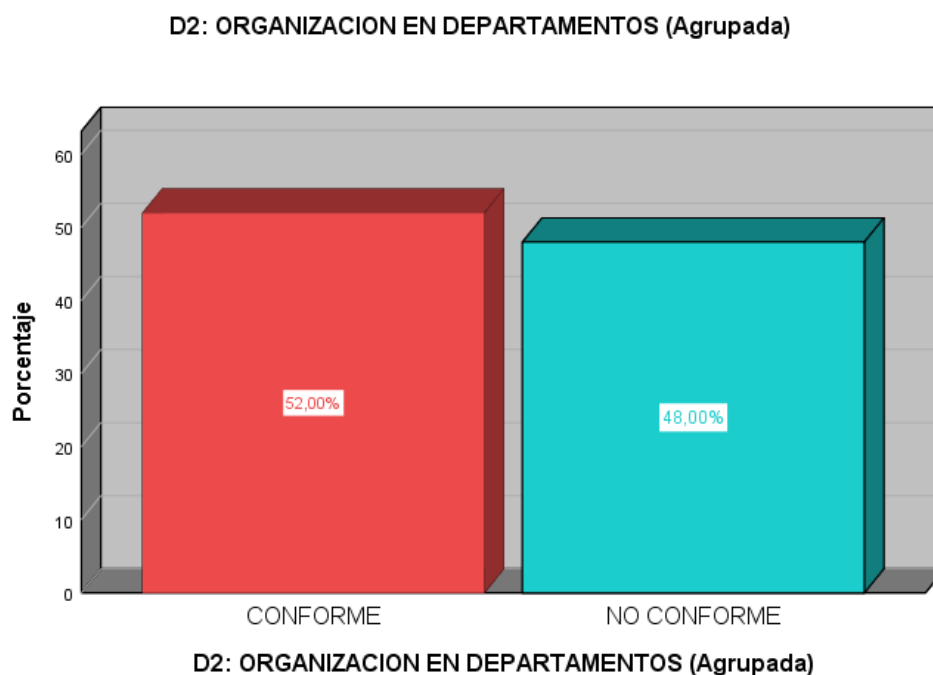 D2: ORGANIZACION EN DEPARTAMENTOS (Agrupada)
Porcentaje
60
50
40
30
20
10
0
52,00%
48,00%
CONFORME
NO CONFORME
D2: ORGANIZACION EN DEPARTAMENTOS (Agrupada)